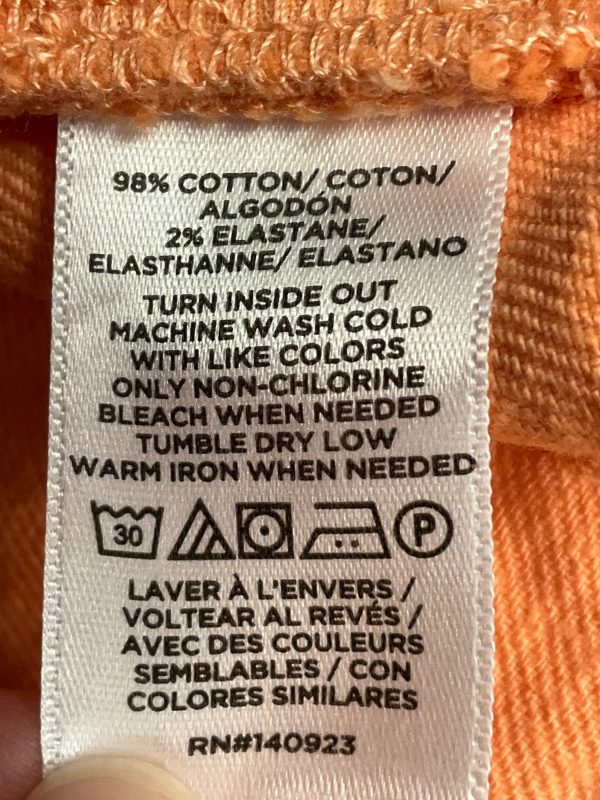 98% COTTON/ COTON/
ALGODÓN
2% ELASTANE/
ELASTHANNE/ ELASTANO
TURN INSIDE OUT
MACHINE WASH COLD
WITH LIKE COLORS
ONLY NON-CHLORINE
BLEACH WHEN NEEDED
TUMBLE DRY LOW
WARM IRON WHEN NEEDED
30 P
LAVER À L'ENVERS /
VOLTEAR AL REVÉS /
AVEC DES COULEURS
SEMBLABLES / CON
COLORES SIMILARES
RN#140923